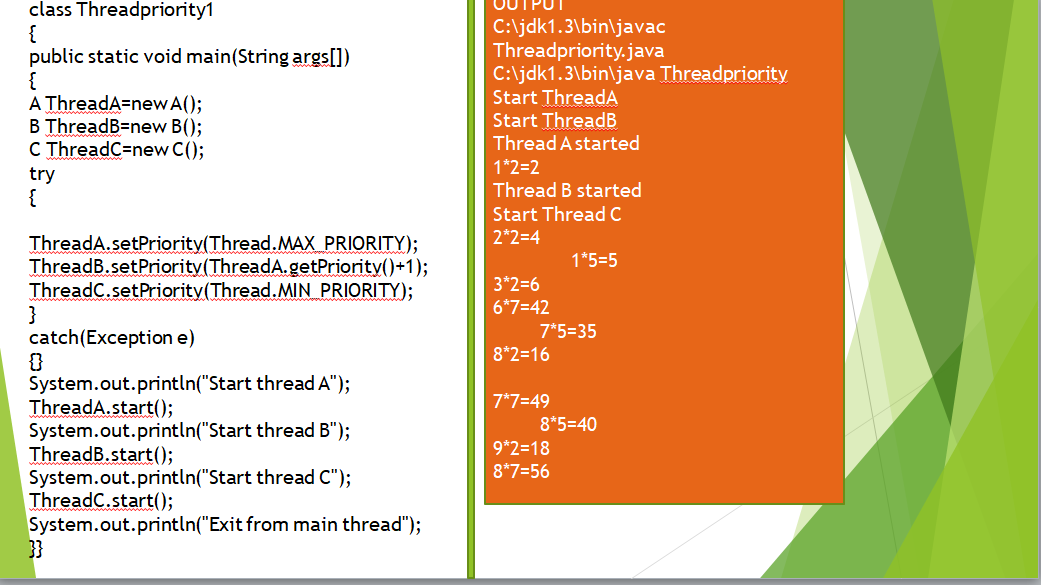 class Threadpriority1
{
public static void main(String args[])
{
A ThreadA=new A();
B ThreadB=new B();
C ThreadC=new C();
try
{
ThreadA.setPriority(Thread.MAX_PRIORITY);
ThreadB.setPriority(ThreadA.getPriority()+1);
ThreadC.setPriority(Thread.MIN_PRIORITY);
}
catch(Exception e)
{}
System.out.println("Start thread A");
ThreadA.start();
System.out.println("Start thread B");
ThreadB.start();
System.out.println("Start thread C");
ThreadC.start();
System.out.println("Exit from main thread");
}}
OUTPUT
C:\jdk1.3\bin\javac
Threadpriority.java
C:\jdk1.3\bin\java Threadpriority
Start ThreadA
Start ThreadB
Thread A started
1*2=2
Thread B started
Start Thread C
2*2=4
1*5=5
3*2=6
6*7=42
7*5=35
8*2=16
7*7=49
8*5=40
9*2=18
8*7=56